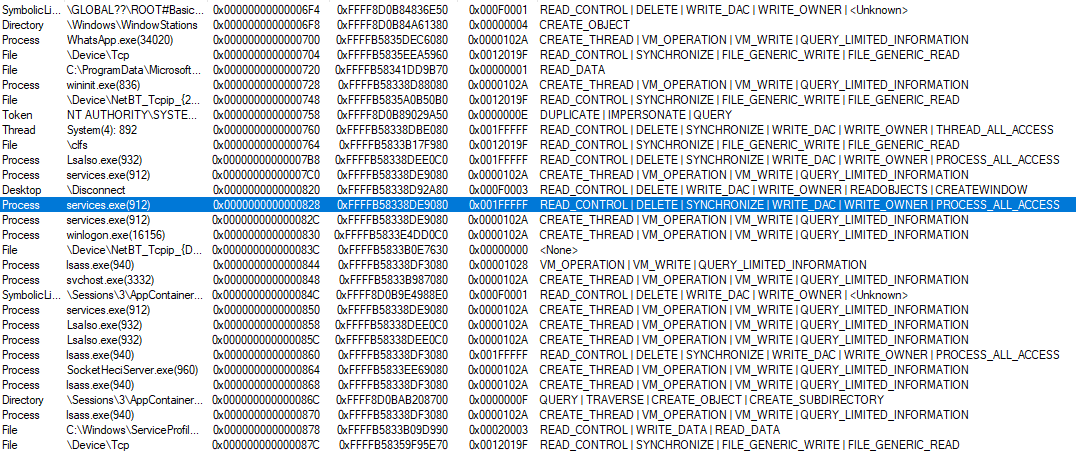 SymbolicLi... \GLOBAL??\ROOT#Basic... 0x00000000000006F4 0xFFFF8D0B84836E50 0x000F0001 READ_CONTROL | DELETE | WRITE_DAC | WRITE_OWNER | <Unknown>
Directory \Windows\WindowStations 0x00000000000006F8 0xFFFF8D0B84A61380 0x00000004 CREATE_OBJECT
Process WhatsApp.exe(34020) 0x0000000000000700 0xFFFFB5835DEC6080 0x0000102A CREATE_THREAD | VM_OPERATION | VM_WRITE | QUERY_LIMITED_INFORMATION
File \Device\Tcp 0x0000000000000704 0xFFFFB5835EEA5960 0x0012019F READ_CONTROL | SYNCHRONIZE | FILE_GENERIC_WRITE | FILE_GENERIC_READ
File C:\ProgramData\Microsoft... 0x0000000000000720 0xFFFFB58341DD9B70 0x00000001 READ_DATA
Process wininit.exe(836) 0x0000000000000728 0xFFFFB58338D88080 0x0000102A CREATE_THREAD | VM_OPERATION | VM_WRITE | QUERY_LIMITED_INFORMATION
File \Device\NetBT_Tcpip_{2... 0x0000000000000748 0xFFFFB5835A0B50B0 0x0012019F READ_CONTROL | SYNCHRONIZE | FILE_GENERIC_WRITE | FILE_GENERIC_READ
Token NT AUTHORITY\SYSTE... 0x0000000000000758 0xFFFF8D0B89029A50 0x0000000E DUPLICATE | IMPERSONATE | QUERY
Thread System(4): 892 0x0000000000000760 0xFFFFB58338DBE080 0x001FFFFF READ_CONTROL | DELETE | SYNCHRONIZE | WRITE_DAC | WRITE_OWNER | THREAD_ALL_ACCESS
File \clfs 0x0000000000000764 0xFFFFB5833B17F980 0x0012019F READ_CONTROL | SYNCHRONIZE | FILE_GENERIC_WRITE | FILE_GENERIC_READ
Process LsaIso.exe(932) 0x00000000000007B8 0xFFFFB58338DEE0C0 0x001FFFFF READ_CONTROL | DELETE | SYNCHRONIZE | WRITE_DAC | WRITE_OWNER | PROCESS_ALL_ACCESS
Process services.exe(912) 0x00000000000007C0 0xFFFFB58338DE9080 0x0000102A CREATE_THREAD | VM_OPERATION | VM_WRITE | QUERY_LIMITED_INFORMATION
Desktop \Disconnect 0x0000000000000820 0xFFFFB58338D92A80 0x000F0003 READ_CONTROL | DELETE | WRITE_DAC | WRITE_OWNER | READOBJECTS | CREATEWINDOW
Process services.exe(912) 0x0000000000000828 0xFFFFB58338DE9080 0x001FFFFF READ_CONTROL | DELETE | SYNCHRONIZE | WRITE_DAC | WRITE_OWNER | PROCESS_ALL_ACCESS
Process services.exe(912) 0x000000000000082C 0xFFFFB58338DE9080 0x0000102A CREATE_THREAD | VM_OPERATION | VM_WRITE | QUERY_LIMITED_INFORMATION
Process winlogon.exe(16156) 0x0000000000000830 0xFFFFB5833E4DD0C0 0x0000102A CREATE_THREAD | VM_OPERATION | VM_WRITE | QUERY_LIMITED_INFORMATION
File \Device\NetBT_Tcpip_{D... 0x000000000000083C 0xFFFFB5833B0E7630 0x00000000 <None>
Process lsass.exe(940) 0x0000000000000844 0xFFFFB58338DF3080 0x00001028 VM_OPERATION | VM_WRITE | QUERY_LIMITED_INFORMATION
Process svchost.exe(3332) 0x0000000000000848 0xFFFFB5833B987080 0x0000102A CREATE_THREAD | VM_OPERATION | VM_WRITE | QUERY_LIMITED_INFORMATION
SymbolicLi... \Sessions\3\AppContainer... 0x000000000000084C 0xFFFF8D0B9E4988E0 0x000F0001 READ_CONTROL | DELETE | WRITE_DAC | WRITE_OWNER | <Unknown>
Process services.exe(912) 0x0000000000000850 0xFFFFB58338DE9080 0x0000102A CREATE_THREAD | VM_OPERATION | VM_WRITE | QUERY_LIMITED_INFORMATION
Process LsaIso.exe(932) 0x0000000000000858 0xFFFFB58338DEE0C0 0x0000102A CREATE_THREAD | VM_OPERATION | VM_WRITE | QUERY_LIMITED_INFORMATION
Process LsaIso.exe(932) 0x000000000000085C 0xFFFFB58338DEE0C0 0x0000102A CREATE_THREAD | VM_OPERATION | VM_WRITE | QUERY_LIMITED_INFORMATION
Process lsass.exe(940) 0x0000000000000860 0xFFFFB58338DF3080 0x001FFFFF READ_CONTROL | DELETE | SYNCHRONIZE | WRITE_DAC | WRITE_OWNER | PROCESS_ALL_ACCESS
Process SocketHeciServer.exe(960) 0x0000000000000864 0xFFFFB5833EE69080 0x0000102A CREATE_THREAD | VM_OPERATION | VM_WRITE | QUERY_LIMITED_INFORMATION
Process lsass.exe(940) 0x0000000000000868 0xFFFFB58338DF3080 0x0000102A CREATE_THREAD | VM_OPERATION | VM_WRITE | QUERY_LIMITED_INFORMATION
Directory \Sessions\3\AppContainer... 0x000000000000086C 0xFFFF8D0BAB208700 0x0000000F QUERY | TRAVERSE | CREATE_OBJECT | CREATE_SUBDIRECTORY
Process lsass.exe(940) 0x0000000000000870 0xFFFFB58338DF3080 0x0000102A CREATE_THREAD | VM_OPERATION | VM_WRITE | QUERY_LIMITED_INFORMATION
File C:\Windows\ServiceProfil... 0x0000000000000878 0xFFFFB5833B09D990 0x00020003 READ_CONTROL | WRITE_DATA | READ_DATA
File \Device\Tcp 0x000000000000087C 0xFFFFB58359F95E70 0x0012019F READ_CONTROL | SYNCHRONIZE | FILE_GENERIC_WRITE | FILE_GENERIC_READ